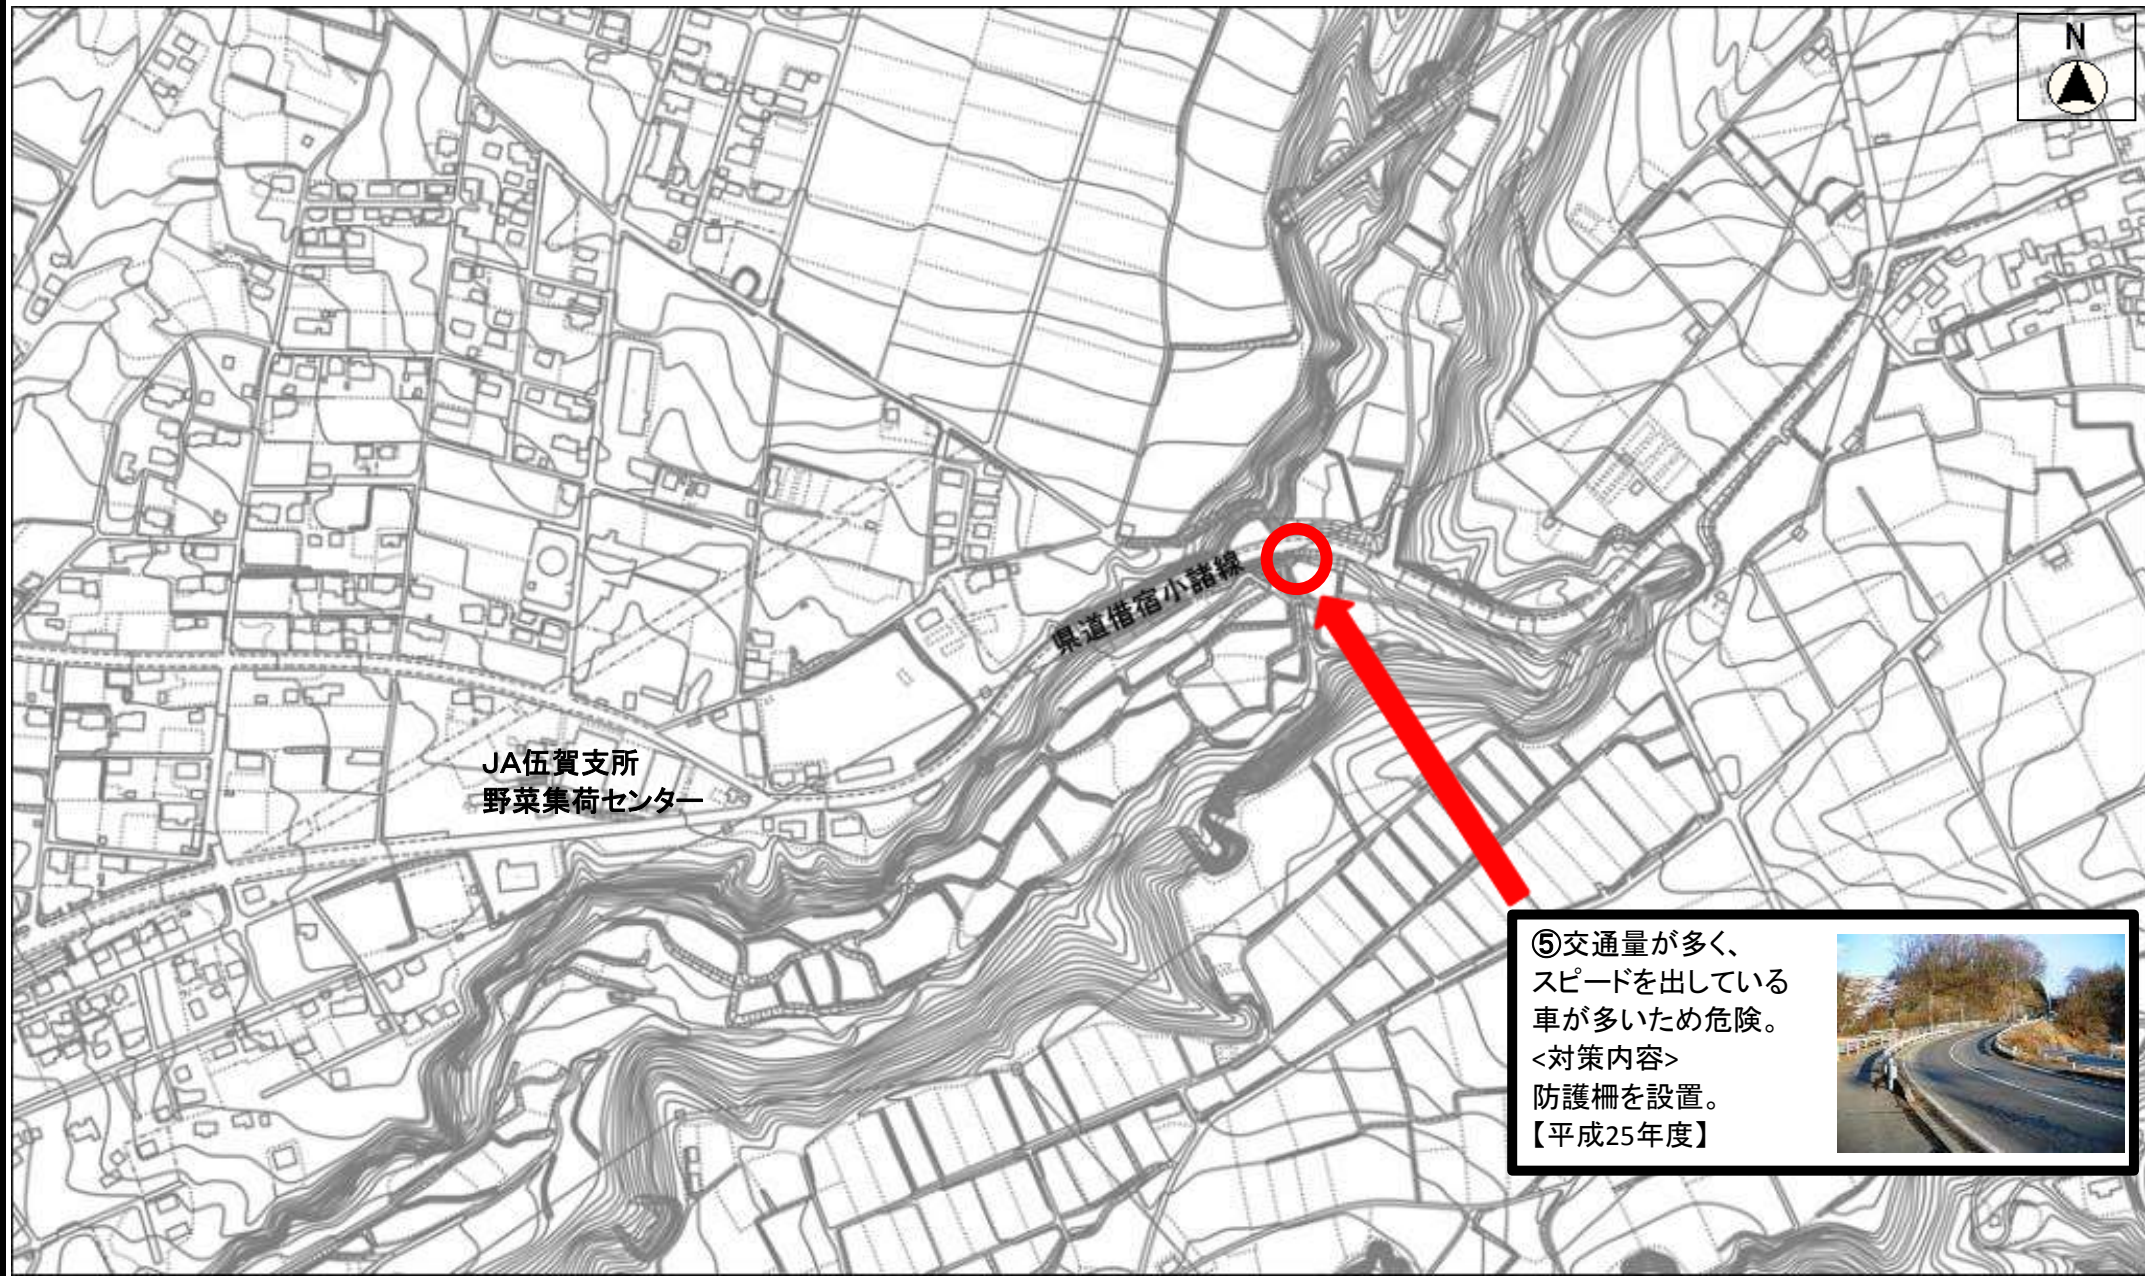 N
県道借宿小諸線
JA伍賀支所
野菜集荷センター
⑤交通量が多く、
スピードを出している
車が多いため危険。
<対策内容>
防護柵を設置。
【平成25年度】